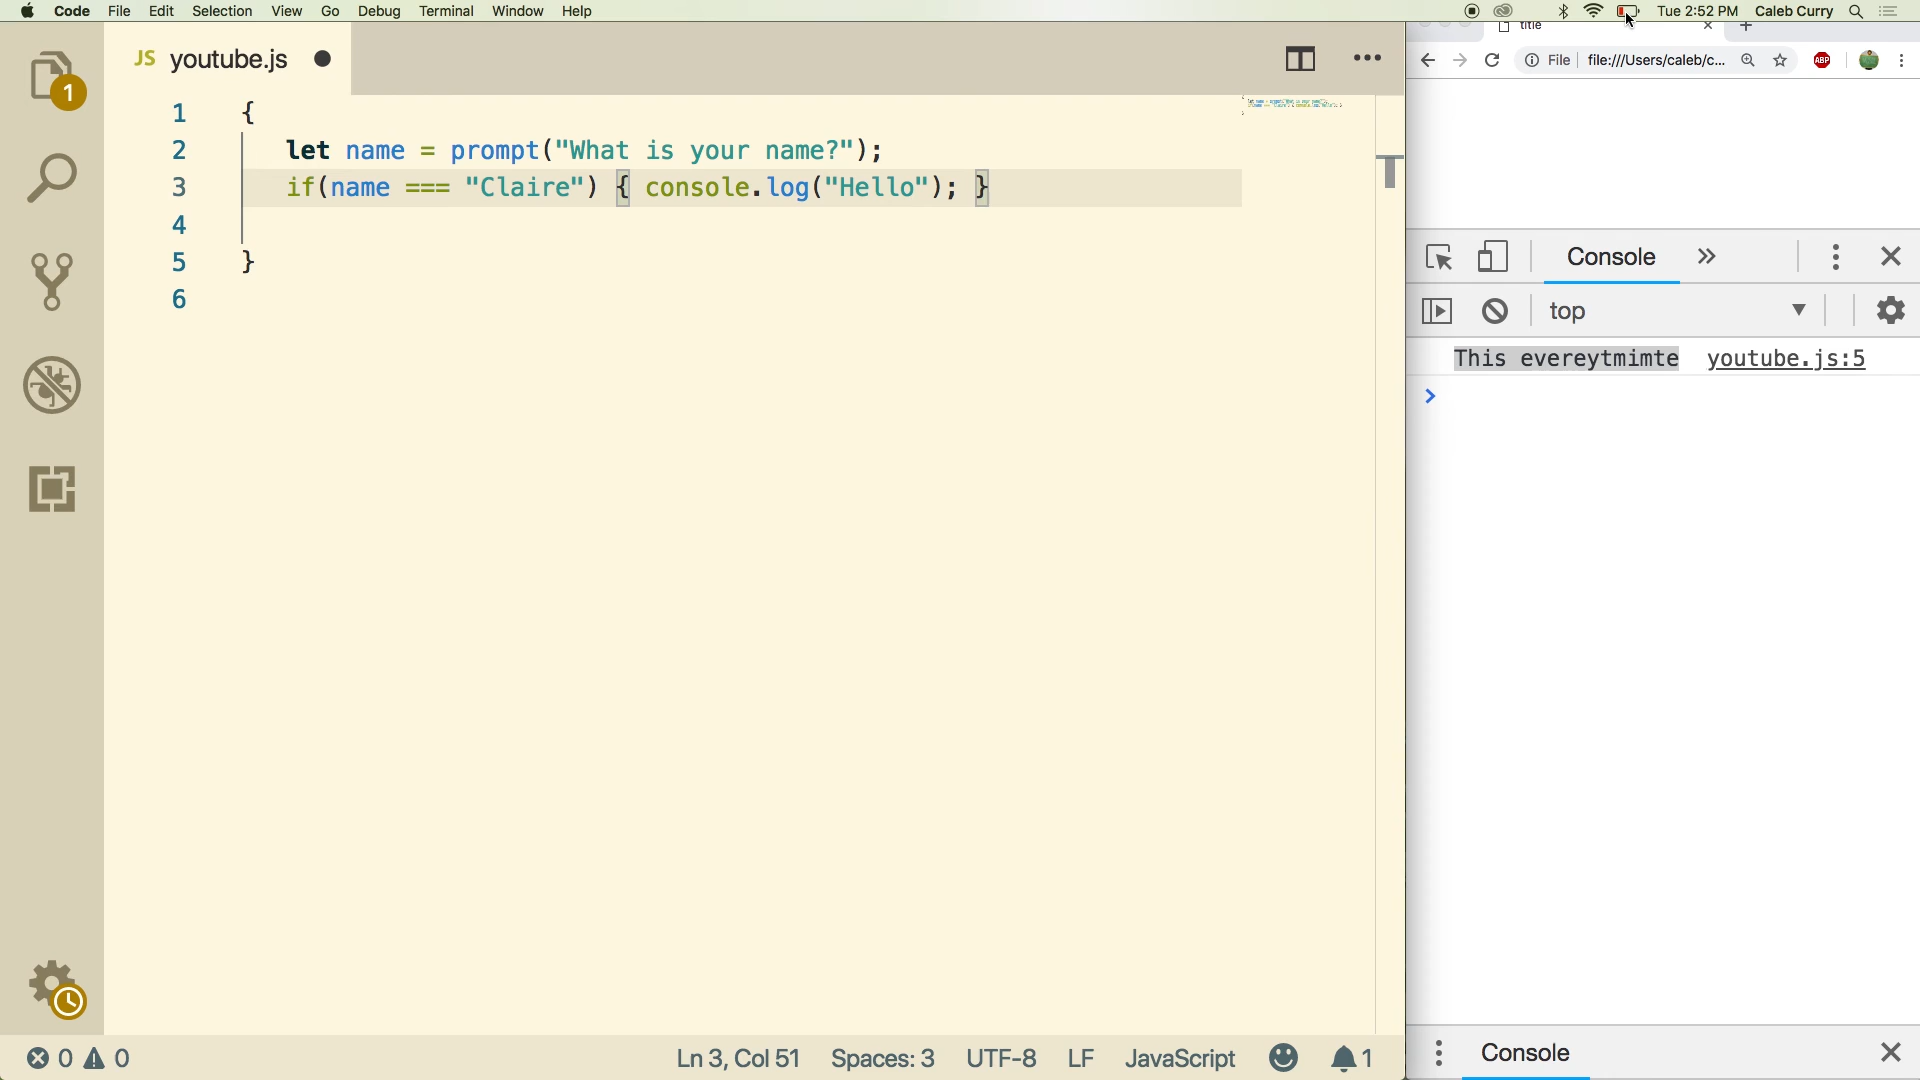 Code File Edit Selection View Go Debug Terminal Window Help
Tue 2:52 PM Caleb Curry
JS youtube.js
title
File file:///Users/caleb/c...
ABP
1
1 {
2 let name = prompt("What is your name?");
3 if(name === "Claire") { console.log("Hello"); }
4
5 }
6
Console
top
This evereytmimte youtube.js:5
0 0
Ln 3, Col 51 Spaces: 3 UTF-8 LF JavaScript 1
Console